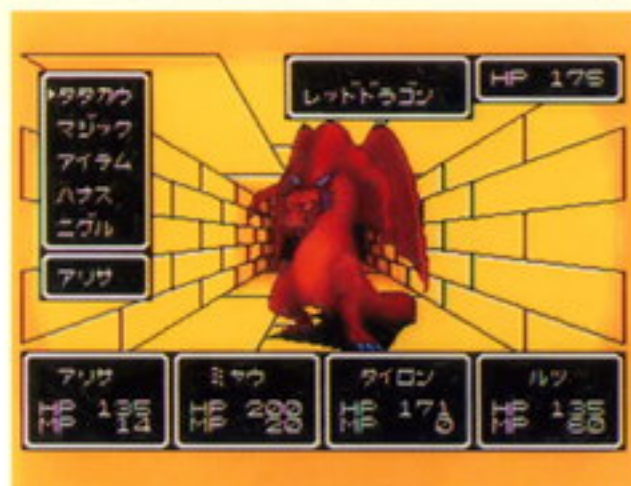 タタカウ
マジック
アイテム
ハナス
ニゲル
アリサ
レッドドラゴン
HP 175
アリサ
HP 135
MP 14
ミャウ
HP 200
MP 20
タイロン
HP 171
MP 0
ルツ
HP 135
MP 60